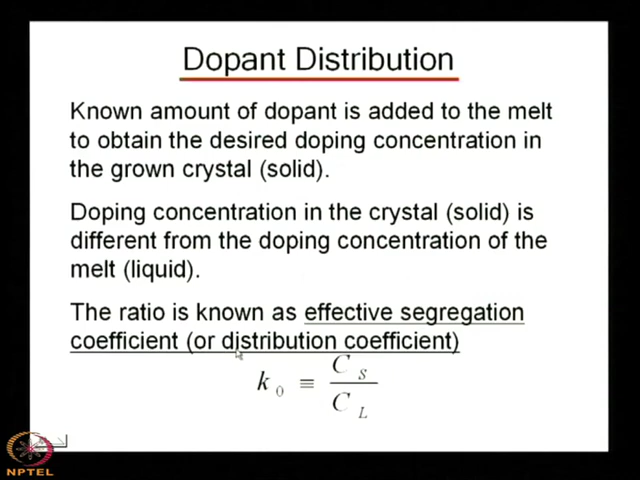 Dopant Distribution
Known amount of dopant is added to the melt
to obtain the desired doping concentration in
the grown crystal (solid).
Doping concentration in the crystal (solid) is
different from the doping concentration of the
melt (liquid).
The ratio is known as effective segregation
coefficient (or distribution coefficient)
k₀ ≡ C_S / C_L
NPTEL